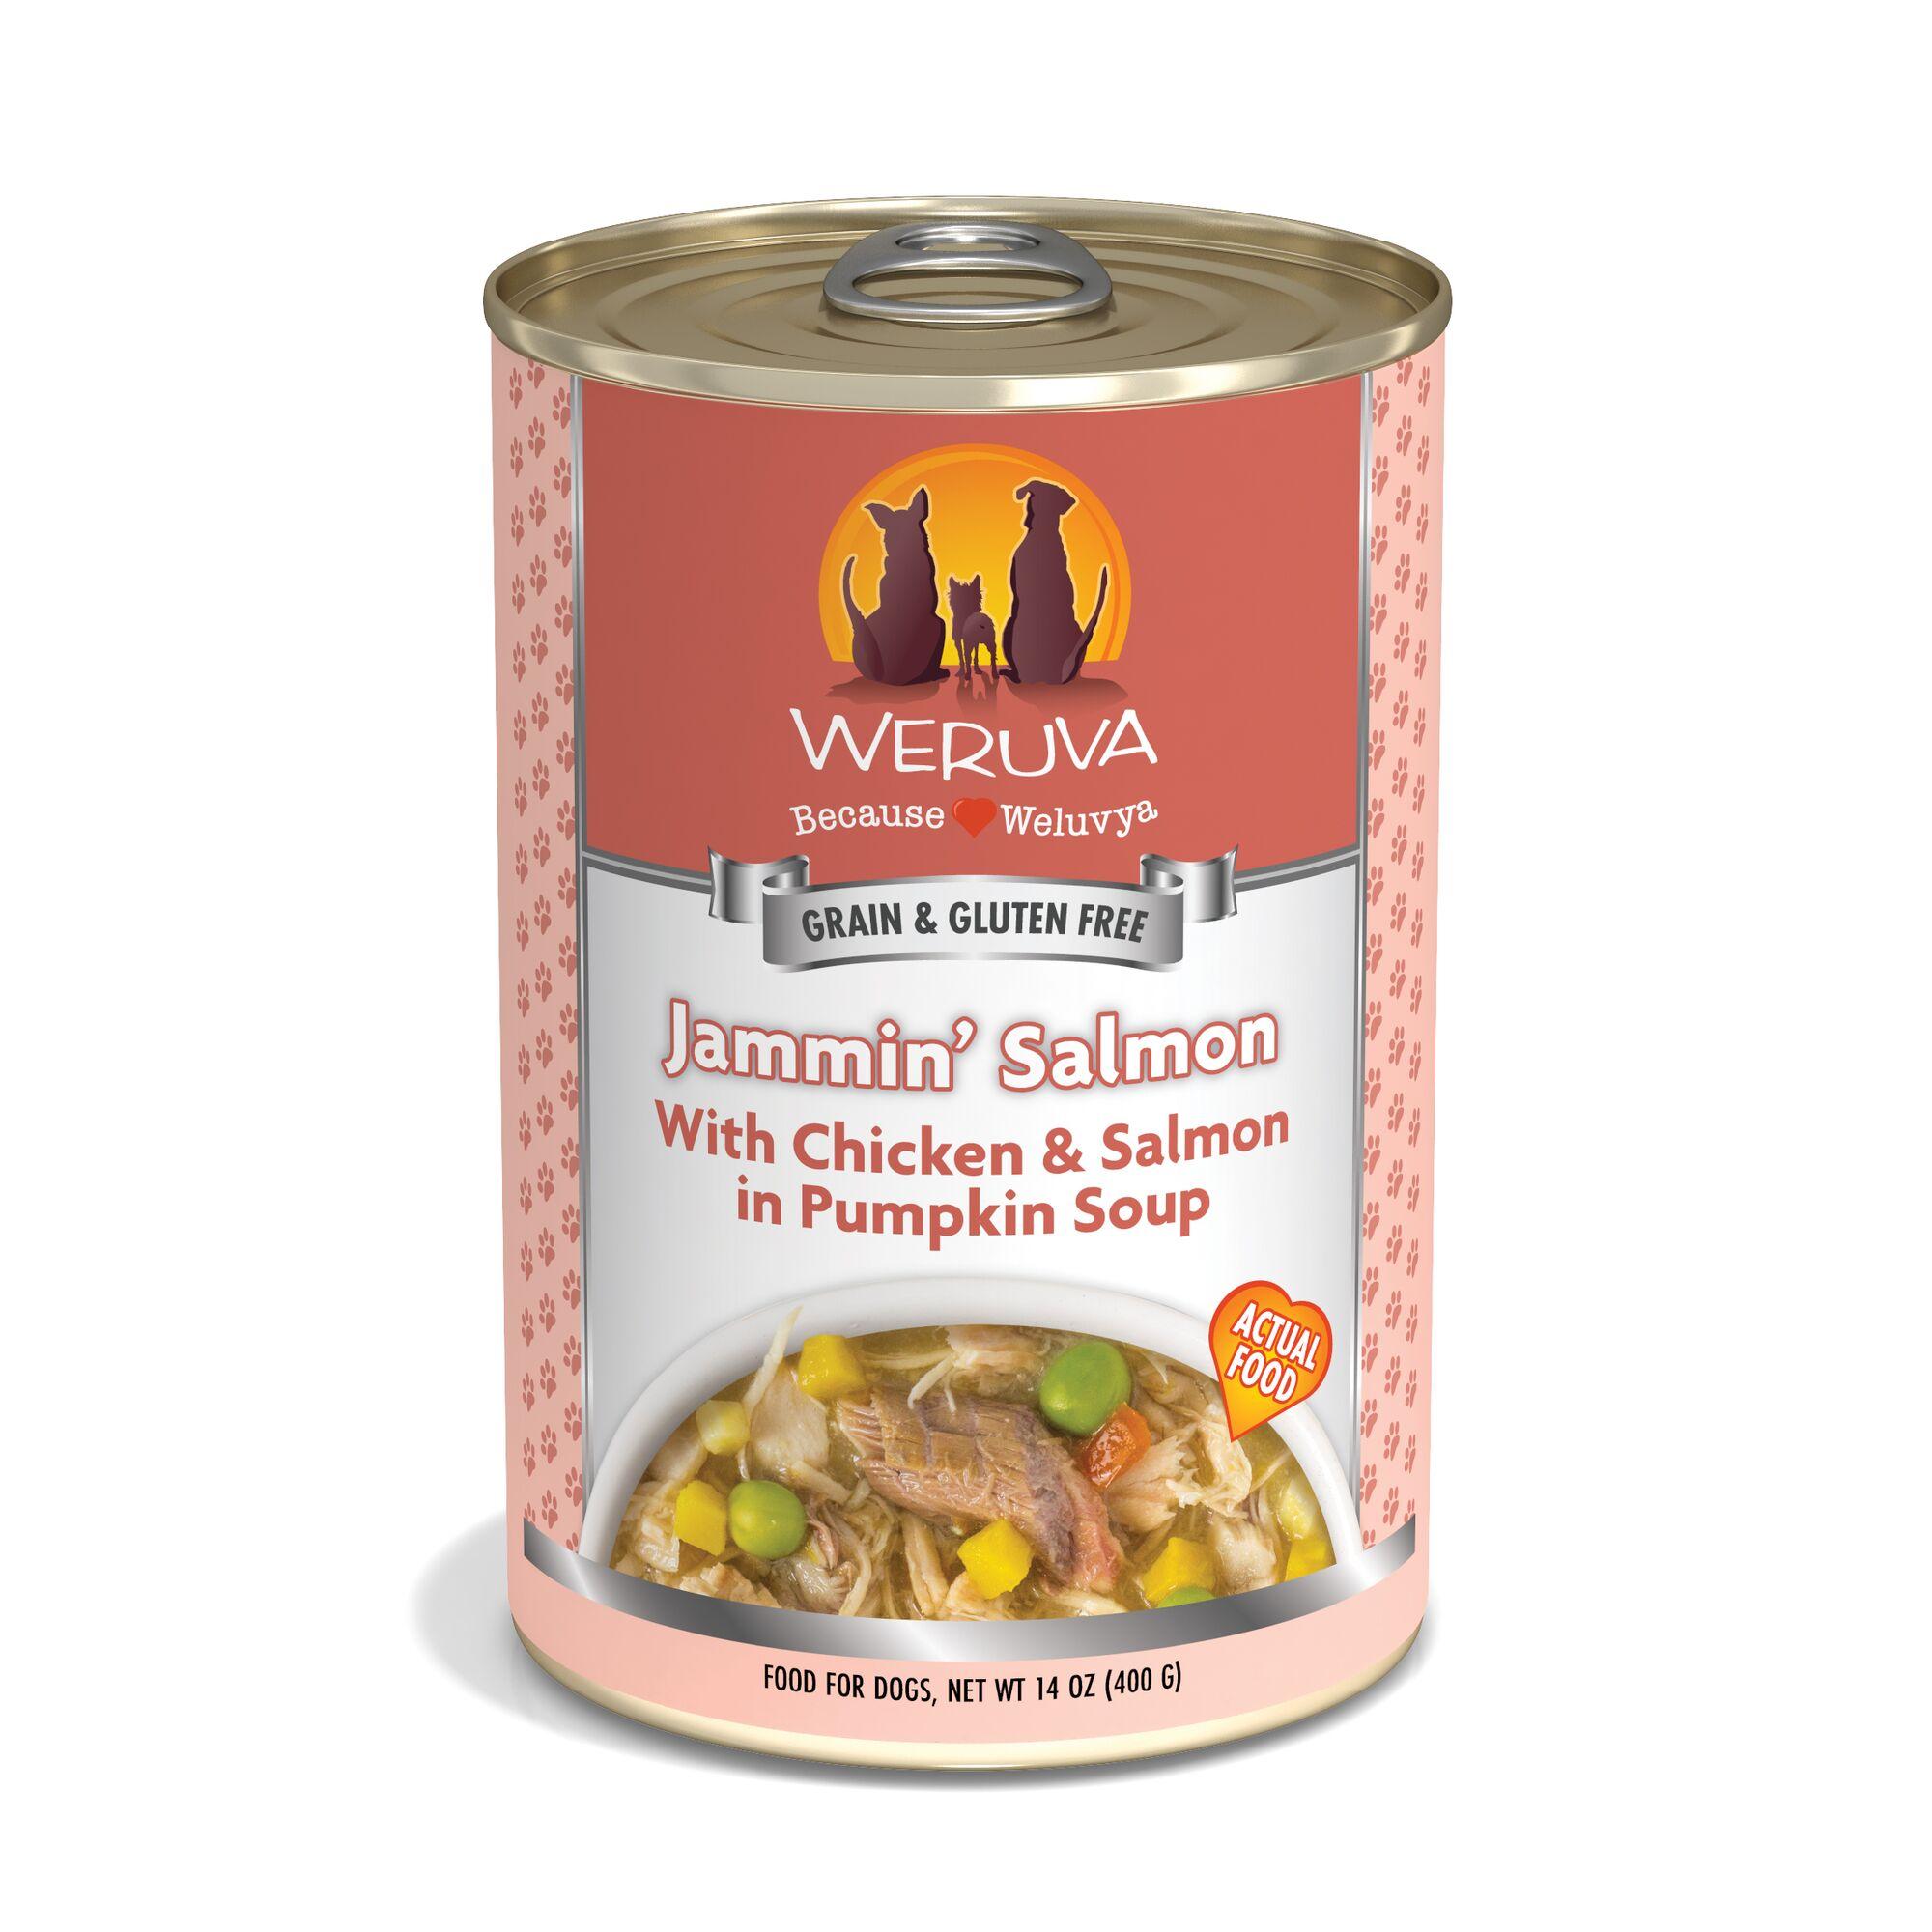 WERUVA
Because Weluvya
GRAIN & GLUTEN FREE
Jammin' Salmon
With Chicken & Salmon
in Pumpkin Soup
ACTUAL
FOOD
FOOD FOR DOGS, NET WT 14 OZ (400 G)